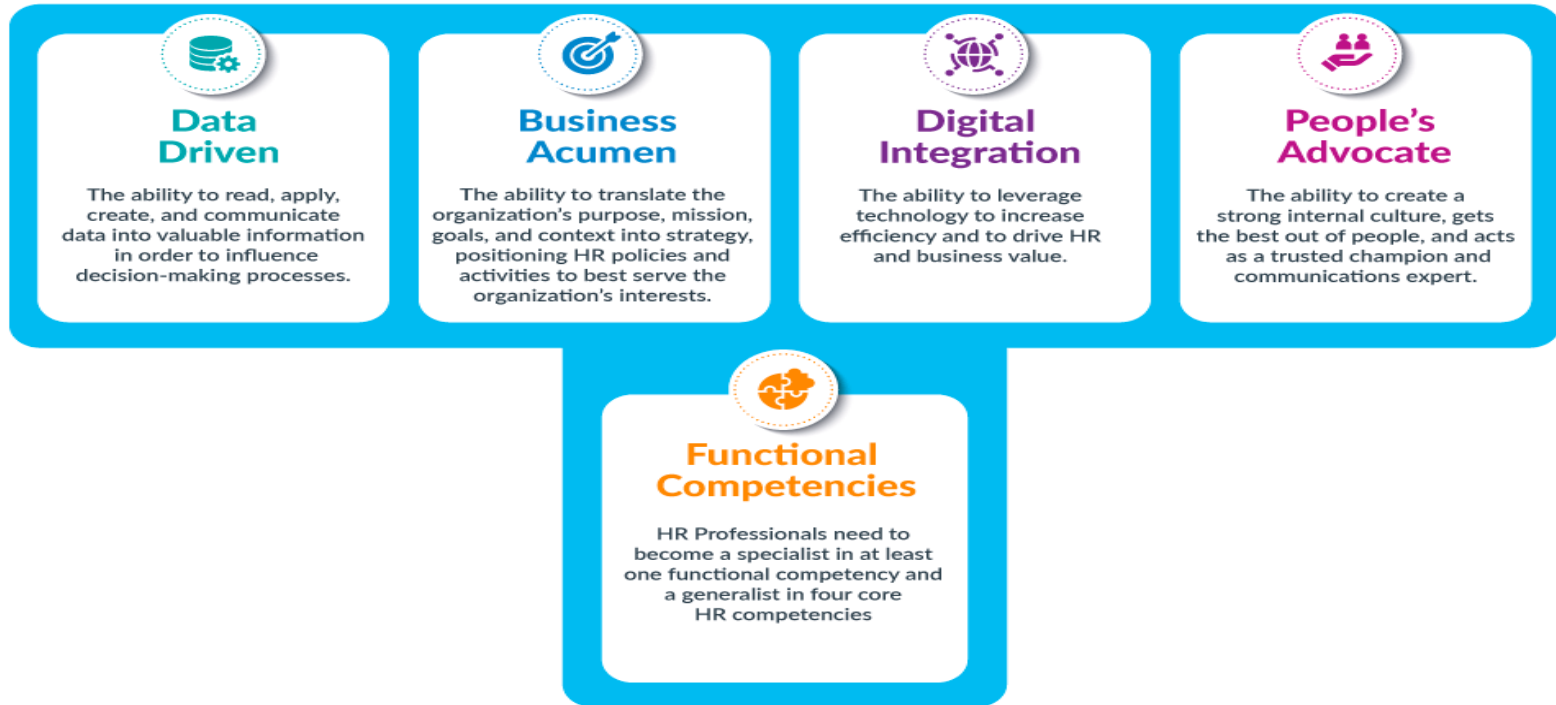 Data
Driven
The ability to read, apply,
create, and communicate
data into valuable information
in order to influence
decision-making processes.
Business
Acumen
The ability to translate the
organization's purpose, mission,
goals, and context into strategy,
positioning HR policies and
activities to best serve the
organization's interests.
Digital
Integration
The ability to leverage
technology to increase
efficiency and to drive HR
and business value.
People's
Advocate
The ability to create a
strong internal culture, gets
the best out of people, and acts
as a trusted champion and
communications expert.
Functional
Competencies
HR Professionals need to
become a specialist in at least
one functional competency and
a generalist in four core
HR competencies